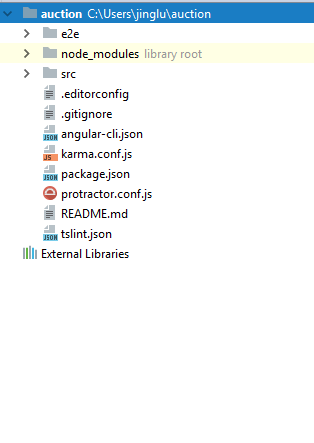 auction C:\Users\jinglu\auction
e2e
node_modules library root
src
.editorconfig
.gitignore
angular-cli.json
karma.conf.js
package.json
protractor.conf.js
README.md
tslint.json
External Libraries